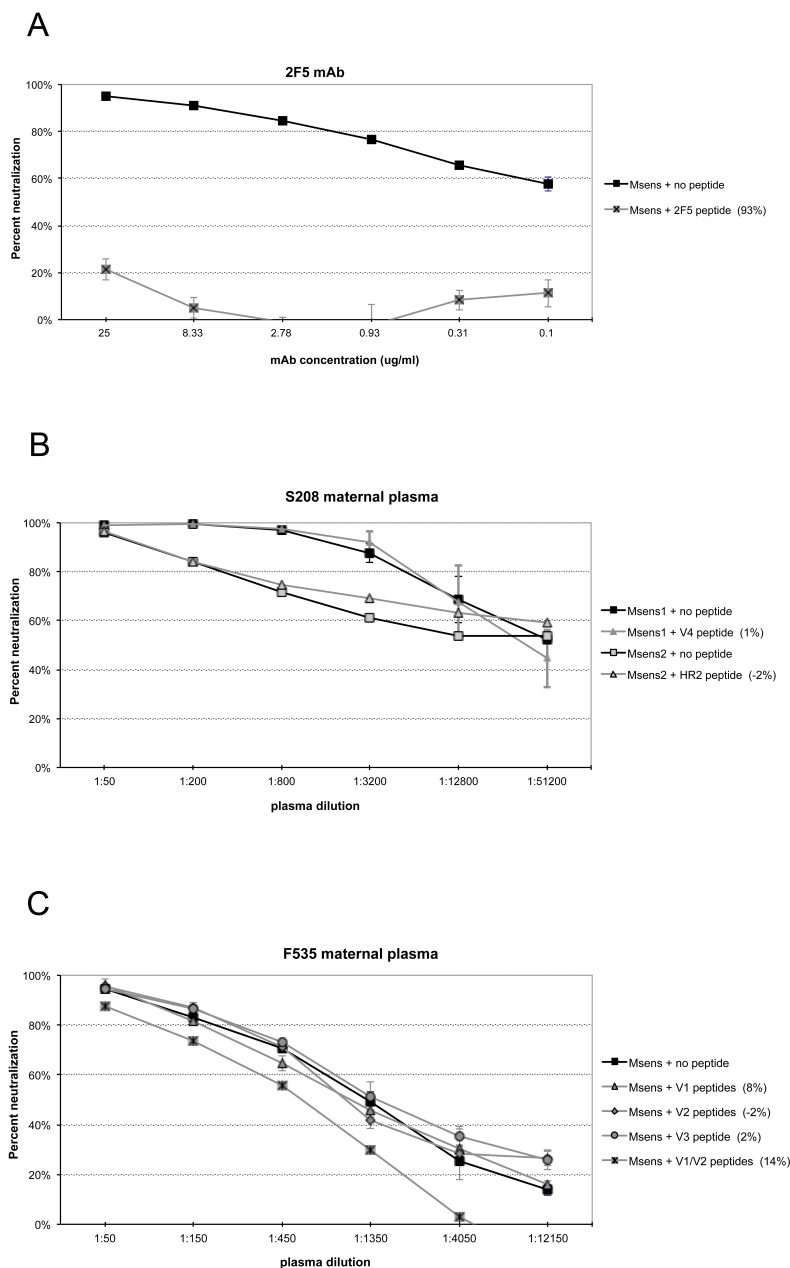 A
2F5 mAb
Percent neutralization
100%
80%
60%
40%
20%
0%
25 8.33 2.78 0.93 0.31 0.1
mAb concentration (ug/ml)
Msens + no peptide
Msens + 2F5 peptide (93%)
B
S208 maternal plasma
Percent neutralization
100%
80%
60%
40%
20%
0%
1:50 1:200 1:800 1:3200 1:12800 1:51200
plasma dilution
Msens1 + no peptide
Msens1 + V4 peptide (1%)
Msens2 + no peptide
Msens2 + HR2 peptide (-2%)
C
F535 maternal plasma
Percent neutralization
100%
80%
60%
40%
20%
0%
1:50 1:150 1:450 1:1350 1:4050 1:12150
plasma dilution
Msens + no peptide
Msens + V1 peptides (8%)
Msens + V2 peptides (-2%)
Msens + V3 peptide (2%)
Msens + V1/V2 peptides (14%)